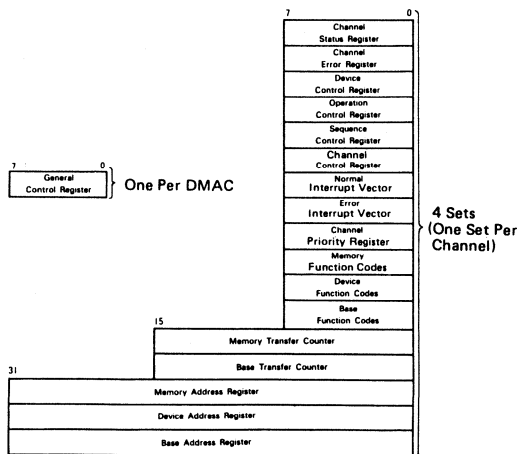 7 0
Channel
Status Register
Channel
Error Register
Device
Control Register
Operation
Control Register
Sequence
Control Register
Channel
Control Register
Normal
Interrupt Vector
Error
Interrupt Vector
Channel
Priority Register
Memory
Function Codes
Device
Function Codes
Base
Function Codes
7 0
General
Control Register
One Per DMAC
4 Sets
(One Set Per
Channel)
15
Memory Transfer Counter
Base Transfer Counter
31
Memory Address Register
Device Address Register
Base Address Register